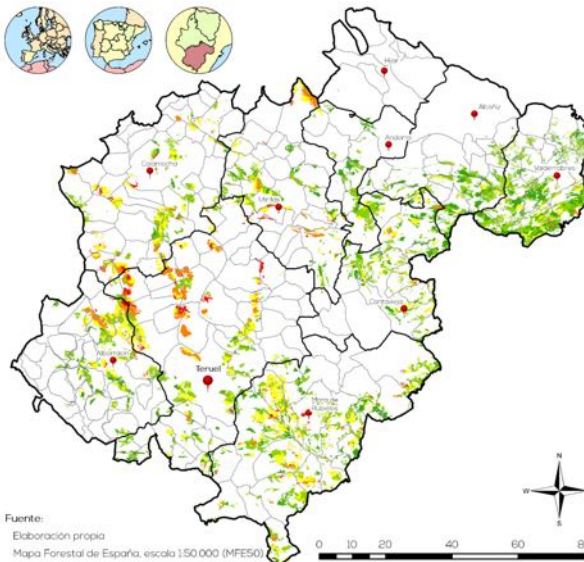 Híjar
Alcañiz
Andorra
Calamocha
Valderrobres
Utrillas
Cantavieja
Albarracín
Teruel
Mora de
Rubielos
N
W E
S
Fuente:
Elaboración propia
Mapa Forestal de España, escala 1:50.000 (MFE50)
0 10 20 40 60